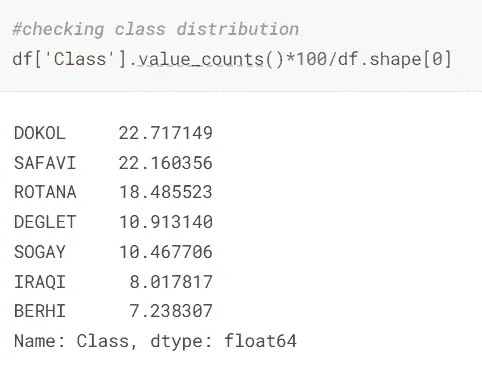 #checking class distribution
df['Class'].value_counts()*100/df.shape[0]
DOKOL     22.717149
SAFAVI    22.160356
ROTANA    18.485523
DEGLET    10.913140
SOGAY     10.467706
IRAQI      8.017817
BERHI      7.238307
Name: Class, dtype: float64